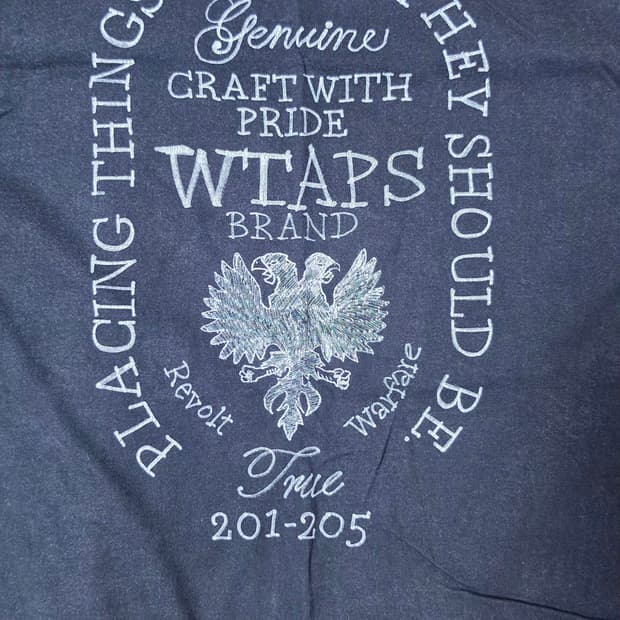 PLACING THINGS
HEY SHOULD BE.
Genuine
CRAFT WITH
PRIDE
WTAPS
BRAND
Revolt
Warfare
True
201-205